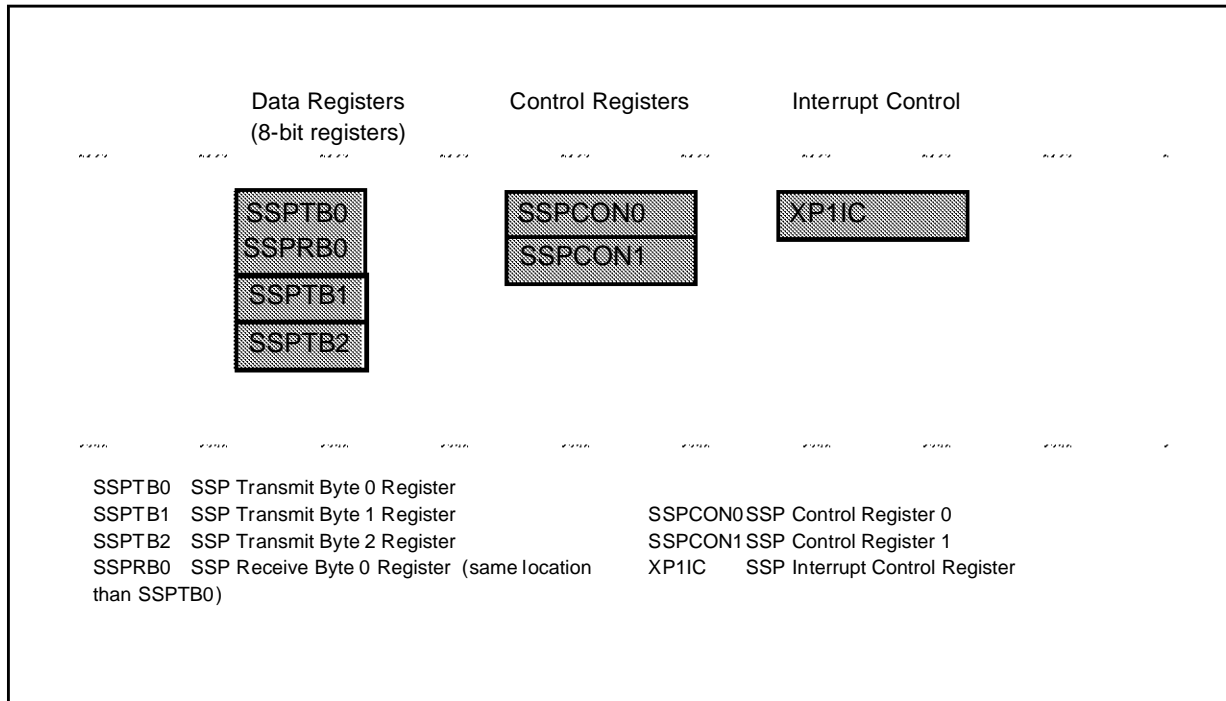 Data Registers
(8-bit registers)
Control Registers
Interrupt Control
SSPTB0
SSPRB0
SSPTB1
SSPTB2
SSPCON0
SSPCON1
XP1IC
SSPTB0 SSP Transmit Byte 0 Register
SSPTB1 SSP Transmit Byte 1 Register
SSPTB2 SSP Transmit Byte 2 Register
SSPRB0 SSP Receive Byte 0 Register (same location
than SSPTB0)
SSPCON0 SSP Control Register 0
SSPCON1 SSP Control Register 1
XP1IC SSP Interrupt Control Register